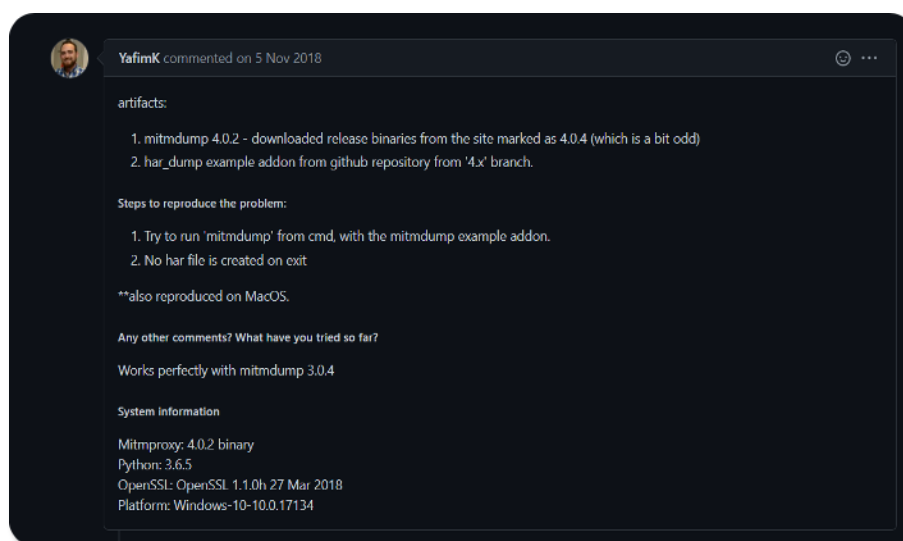 YafimK commented on 5 Nov 2018
artifacts:
1. mitmdump 4.0.2 - downloaded release binaries from the site marked as 4.0.4 (which is a bit odd)
2. har_dump example addon from github repository from '4.x' branch.
Steps to reproduce the problem:
1. Try to run 'mitmdump' from cmd, with the mitmdump example addon.
2. No har file is created on exit
**also reproduced on MacOS.
Any other comments? What have you tried so far?
Works perfectly with mitmdump 3.0.4
System information
Mitmproxy: 4.0.2 binary
Python: 3.6.5
OpenSSL: OpenSSL 1.1.0h 27 Mar 2018
Platform: Windows-10-10.0.17134